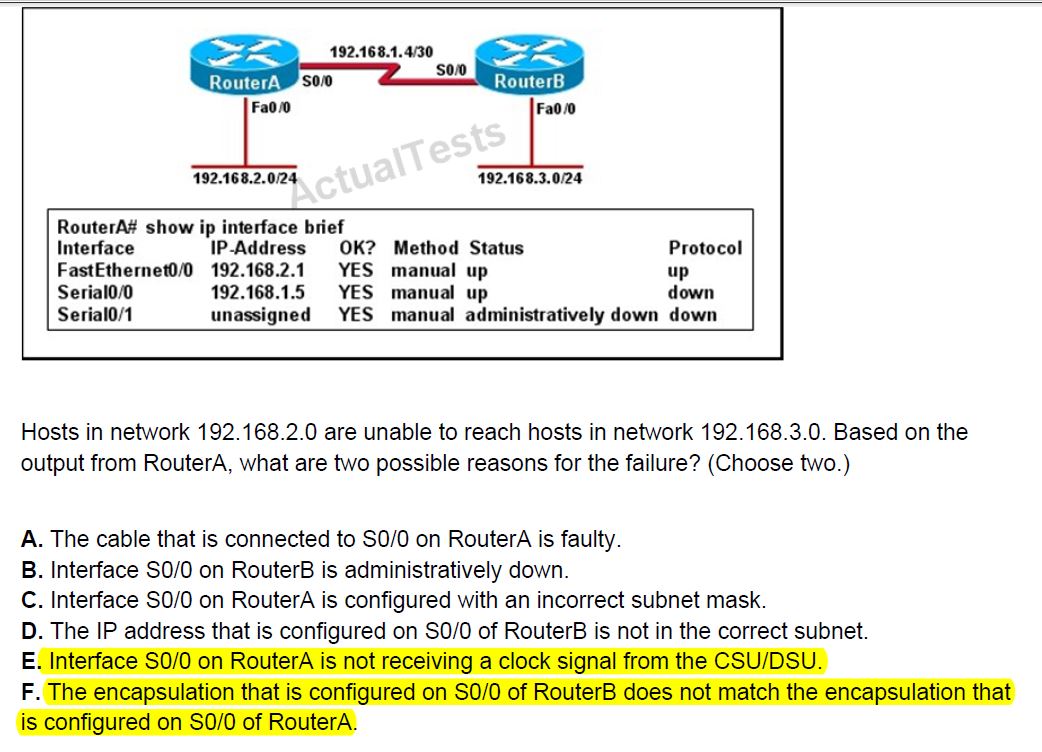 192.168.1.4/30
RouterA S0/0 S0/0 RouterB
Fa0/0 Fa0/0
ActualTests
192.168.2.0/24 192.168.3.0/24
RouterA# show ip interface brief
Interface IP-Address OK? Method Status Protocol
FastEthernet0/0 192.168.2.1 YES manual up up
Serial0/0 192.168.1.5 YES manual up down
Serial0/1 unassigned YES manual administratively down down
Hosts in network 192.168.2.0 are unable to reach hosts in network 192.168.3.0. Based on the
output from RouterA, what are two possible reasons for the failure? (Choose two.)
A. The cable that is connected to S0/0 on RouterA is faulty.
B. Interface S0/0 on RouterB is administratively down.
C. Interface S0/0 on RouterA is configured with an incorrect subnet mask.
D. The IP address that is configured on S0/0 of RouterB is not in the correct subnet.
E. Interface S0/0 on RouterA is not receiving a clock signal from the CSU/DSU.
F. The encapsulation that is configured on S0/0 of RouterB does not match the encapsulation that
is configured on S0/0 of RouterA.